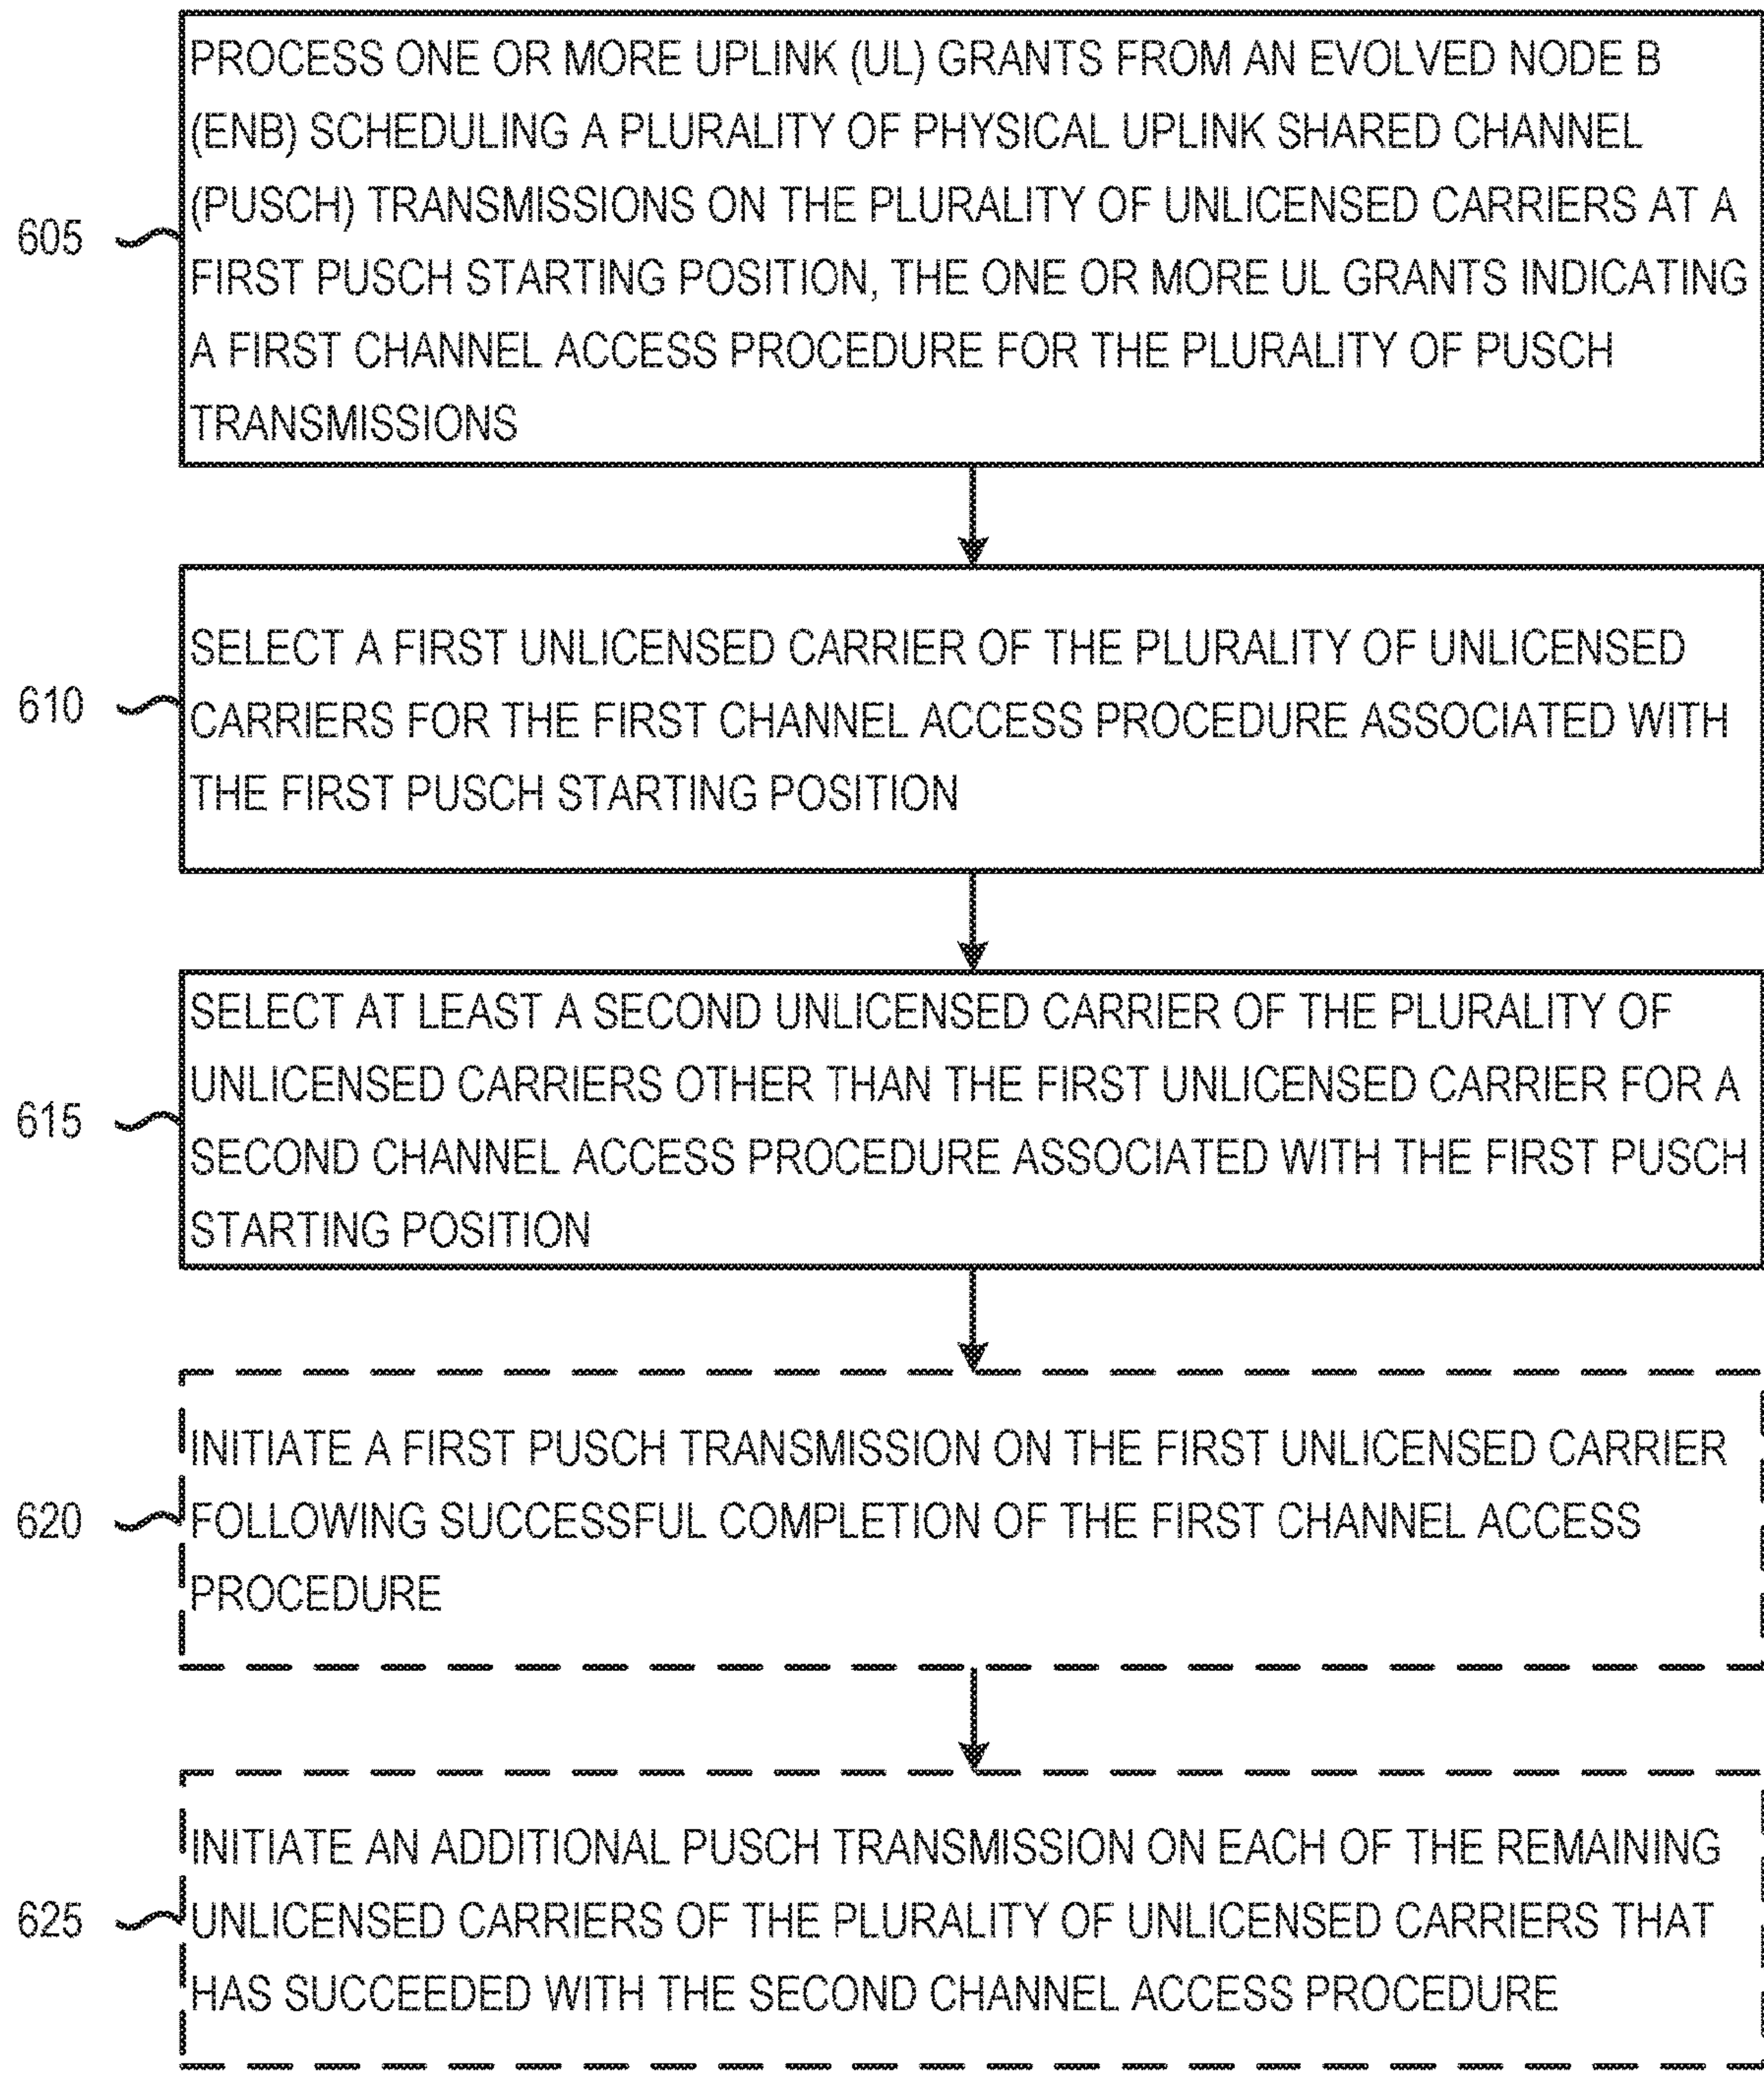 PROCESS ONE OR MORE UPLINK (UL) GRANTS FROM AN EVOLVED NODE B
(ENB) SCHEDULING A PLURALITY OF PHYSICAL UPLINK SHARED CHANNEL
(PUSCH) TRANSMISSIONS ON THE PLURALITY OF UNLICENSED CARRIERS AT A
605
FIRST PUSCH STARTING POSITION, THE ONE OR MORE UL GRANTS INDICATING
A FIRST CHANNEL ACCESS PROCEDURE FOR THE PLURALITY OF PUSCH
TRANSMISSIONS
SELECT A FIRST UNLICENSED CARRIER OF THE PLURALITY OF UNLICENSED
610
CARRIERS FOR THE FIRST CHANNEL ACCESS PROCEDURE ASSOCIATED WITH
THE FIRST PUSCH STARTING POSITION
SELECT AT LEAST A SECOND UNLICENSED CARRIER OF THE PLURALITY OF
UNLICENSED CARRIERS OTHER THAN THE FIRST UNLICENSED CARRIER FOR A
615
SECOND CHANNEL ACCESS PROCEDURE ASSOCIATED WITH THE FIRST PUSCH
STARTING POSITION
INITIATE A FIRST PUSCH TRANSMISSION ON THE FIRST UNLICENSED CARRIER
620
FOLLOWING SUCCESSFUL COMPLETION OF THE FIRST CHANNEL ACCESS
PROCEDURE
INITIATE AN ADDITIONAL PUSCH TRANSMISSION ON EACH OF THE REMAINING
625
UNLICENSED CARRIERS OF THE PLURALITY OF UNLICENSED CARRIERS THAT
HAS SUCCEEDED WITH THE SECOND CHANNEL ACCESS PROCEDURE